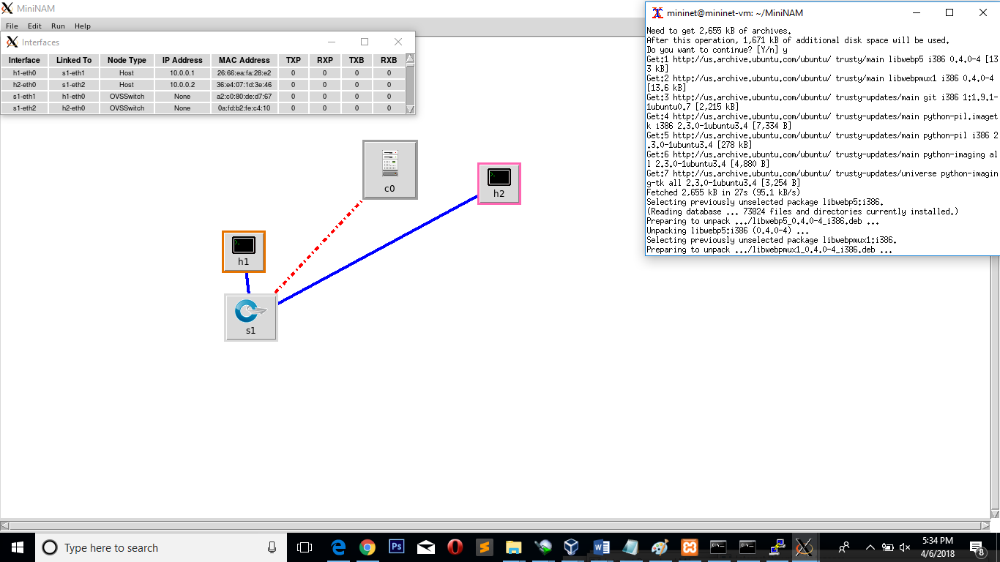 MiniNAM
File Edit Run Help
Interfaces
Interface Linked To Node Type IP Address MAC Address TXP RXP TXB RXB
h1-eth0 s1-eth1 Host 10.0.0.1 26:66:ea:fa:28:e2 0 0 0 0
h2-eth0 s1-eth2 Host 10.0.0.2 36:e4:07:1d:3e:46 0 0 0 0
s1-eth1 h1-eth0 OVSSwitch None a2:c0:80:de:d7:67 0 0 0 0
s1-eth2 h2-eth0 OVSSwitch None 0a:fd:b2:fe:c4:10 0 0 0 0
c0
h2
h1
s1
mininet@mininet-vm: ~/MiniNAM
Need to get 2,655 kB of archives.
After this operation, 1,671 kB of additional disk space will be used.
Do you want to continue? [Y/n] y
Get:1 http://us.archive.ubuntu.com/ubuntu/ trusty/main libwebp5 i386 0.4.0-4 [13
3 kB]
Get:2 http://us.archive.ubuntu.com/ubuntu/ trusty/main libwebpmux1 i386 0.4.0-4
[13.6 kB]
Get:3 http://us.archive.ubuntu.com/ubuntu/ trusty-updates/main git i386 1:1.9.1-
1ubuntu0.7 [2,215 kB]
Get:4 http://us.archive.ubuntu.com/ubuntu/ trusty-updates/main python-pil.imaget
k i386 2.3.0-1ubuntu3.4 [7,334 B]
Get:5 http://us.archive.ubuntu.com/ubuntu/ trusty-updates/main python-pil i386 2
.3.0-1ubuntu3.4 [278 kB]
Get:6 http://us.archive.ubuntu.com/ubuntu/ trusty-updates/main python-imaging al
l 2.3.0-1ubuntu3.4 [4,880 B]
Get:7 http://us.archive.ubuntu.com/ubuntu/ trusty-updates/universe python-imagin
g-tk all 2.3.0-1ubuntu3.4 [3,254 B]
Fetched 2,655 kB in 27s (95.1 kB/s)
Selecting previously unselected package libwebp5:i386.
(Reading database ... 73824 files and directories currently installed.)
Preparing to unpack .../libwebp5_0.4.0-4_i386.deb ...
Unpacking libwebp5:i386 (0.4.0-4) ...
Selecting previously unselected package libwebpmux1:i386.
Preparing to unpack .../libwebpmux1_0.4.0-4_i386.deb ...
Type here to search
Ps
5:34 PM
4/6/2018
8